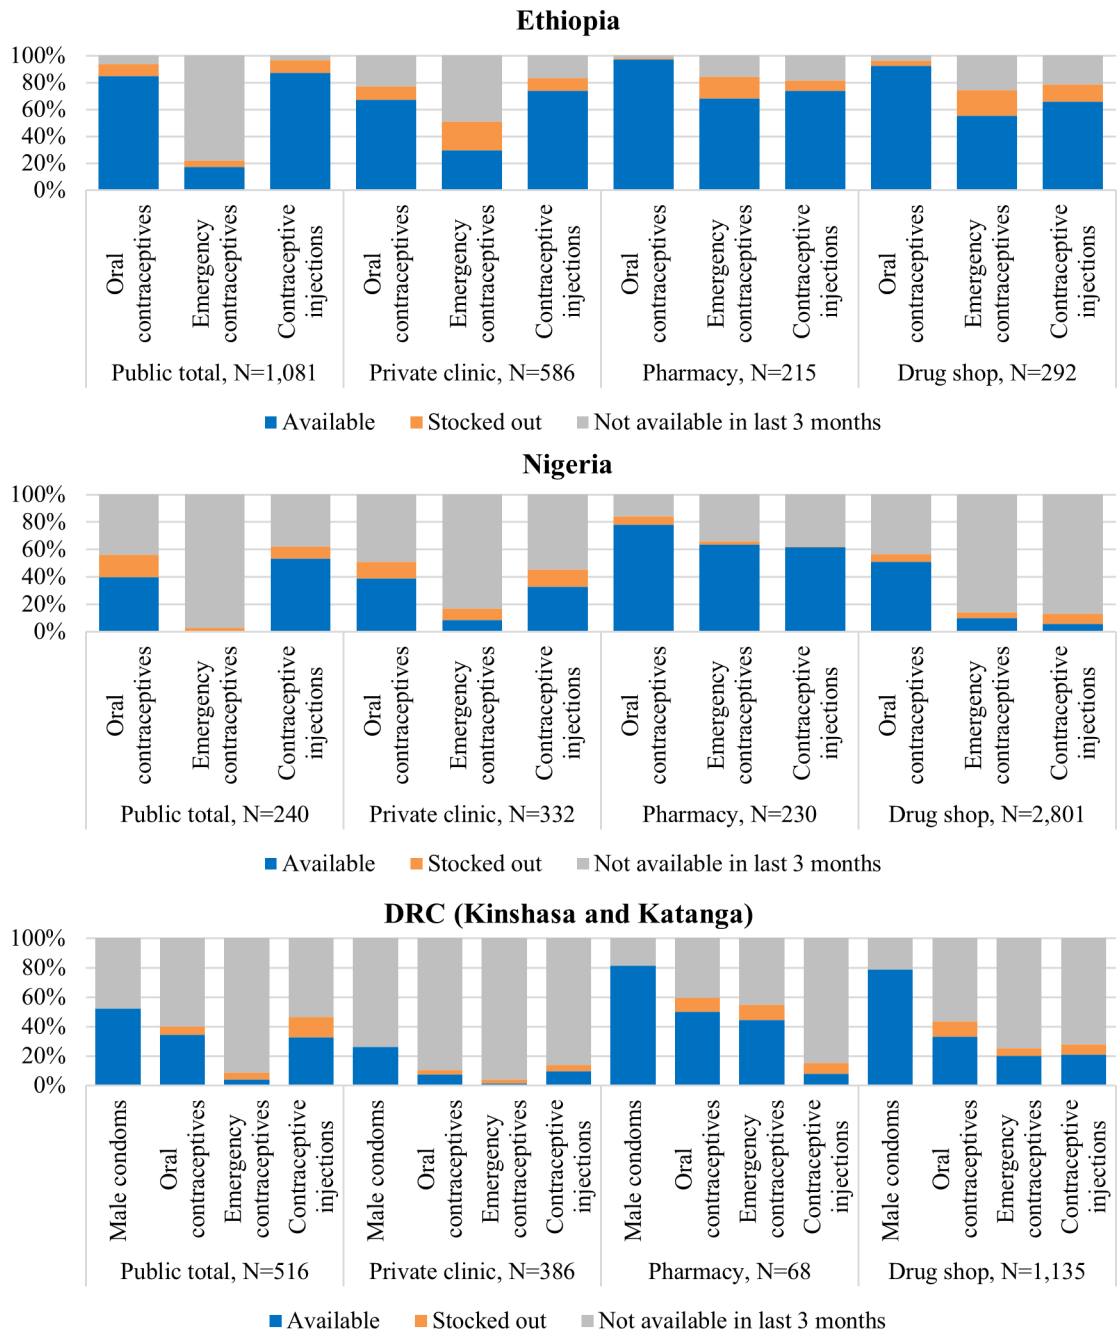 Ethiopia
100%
80%
60%
40%
20%
0%
Oral
contraceptives
Emergency
contraceptives
Contraceptive
injections
Oral
contraceptives
Emergency
contraceptives
Contraceptive
injections
Oral
contraceptives
Emergency
contraceptives
Contraceptive
injections
Oral
contraceptives
Emergency
contraceptives
Contraceptive
injections
Public total, N=1,081
Private clinic, N=586
Pharmacy, N=215
Drug shop, N=292
Available
Stocked out
Not available in last 3 months
Nigeria
100%
80%
60%
40%
20%
0%
Oral
contraceptives
Emergency
contraceptives
Contraceptive
injections
Oral
contraceptives
Emergency
contraceptives
Contraceptive
injections
Oral
contraceptives
Emergency
contraceptives
Contraceptive
injections
Oral
contraceptives
Emergency
contraceptives
Contraceptive
injections
Public total, N=240
Private clinic, N=332
Pharmacy, N=230
Drug shop, N=2,801
Available
Stocked out
Not available in last 3 months
DRC (Kinshasa and Katanga)
100%
80%
60%
40%
20%
0%
Male condoms
Oral
contraceptives
Emergency
contraceptives
Contraceptive
injections
Male condoms
Oral
contraceptives
Emergency
contraceptives
Contraceptive
injections
Male condoms
Oral
contraceptives
Emergency
contraceptives
Contraceptive
injections
Male condoms
Oral
contraceptives
Emergency
contraceptives
Contraceptive
injections
Public total, N=516
Private clinic, N=386
Pharmacy, N=68
Drug shop, N=1,135
Available
Stocked out
Not available in last 3 months